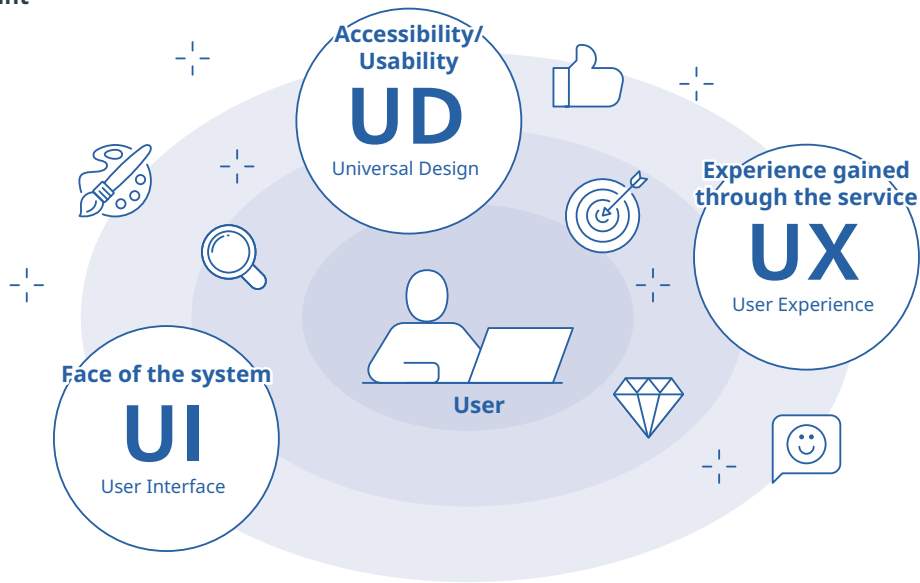 Accessibility/
Usability
UD
Universal Design
Experience gained
through the service
UX
User Experience
Face of the system
UI
User Interface
User